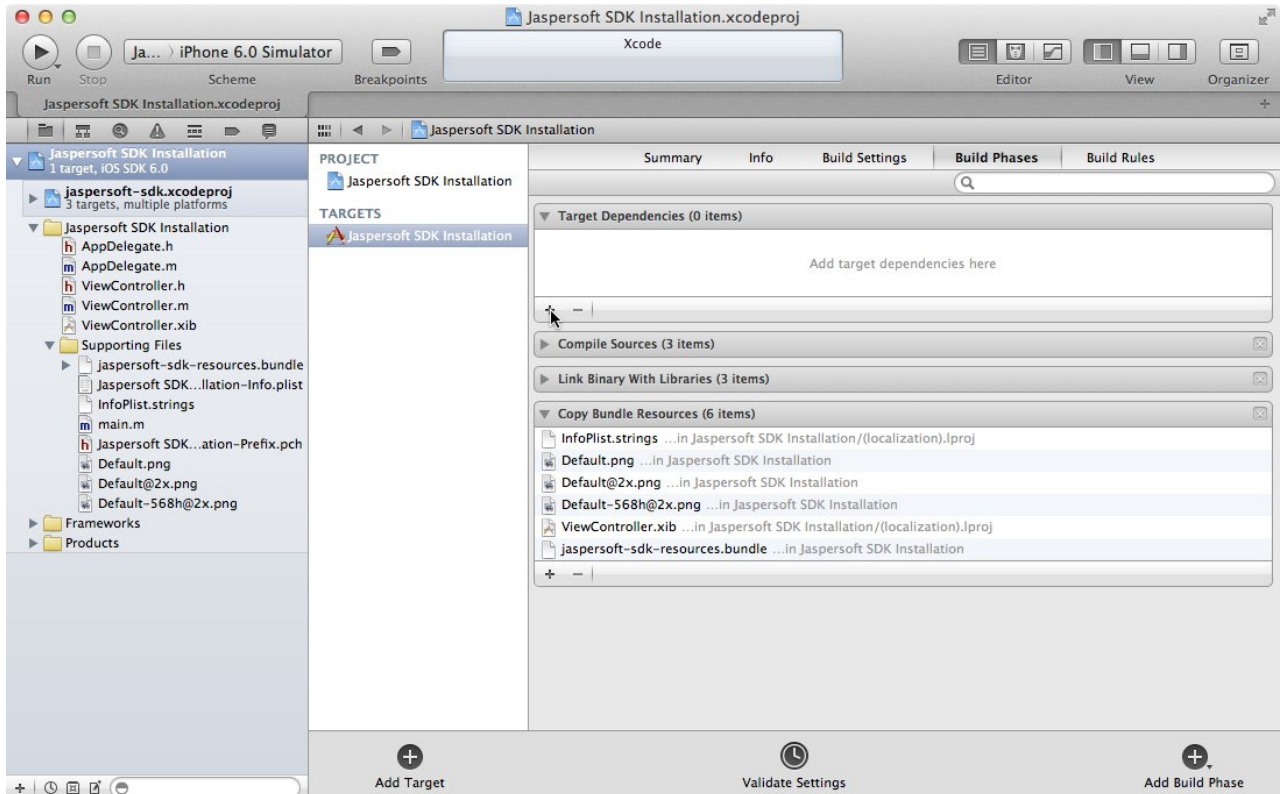 Jaspersoft SDK Installation.xcodeproj
Ja... 〉 iPhone 6.0 Simulator
Xcode
Run
Stop
Scheme
Breakpoints
Editor
View
Organizer
Jaspersoft SDK Installation.xcodeproj
Jaspersoft SDK Installation
1 target, iOS SDK 6.0
jaspersoft-sdk.xcodeproj
3 targets, multiple platforms
Jaspersoft SDK Installation
h AppDelegate.h
m AppDelegate.m
h ViewController.h
m ViewController.m
ViewController.xib
Supporting Files
jaspersoft-sdk-resources.bundle
Jaspersoft SDK...llation-Info.plist
InfoPlist.strings
m main.m
h Jaspersoft SDK...ation-Prefix.pch
Default.png
Default@2x.png
Default-568h@2x.png
Frameworks
Products
Jaspersoft SDK Installation
PROJECT
Jaspersoft SDK Installation
TARGETS
Jaspersoft SDK Installation
Summary
Info
Build Settings
Build Phases
Build Rules
Target Dependencies (0 items)
Add target dependencies here
Compile Sources (3 items)
Link Binary With Libraries (3 items)
Copy Bundle Resources (6 items)
InfoPlist.strings ...in Jaspersoft SDK Installation/(localization).lproj
Default.png ...in Jaspersoft SDK Installation
Default@2x.png ...in Jaspersoft SDK Installation
Default-568h@2x.png ...in Jaspersoft SDK Installation
ViewController.xib ...in Jaspersoft SDK Installation/(localization).lproj
jaspersoft-sdk-resources.bundle ...in Jaspersoft SDK Installation
Add Target
Validate Settings
Add Build Phase